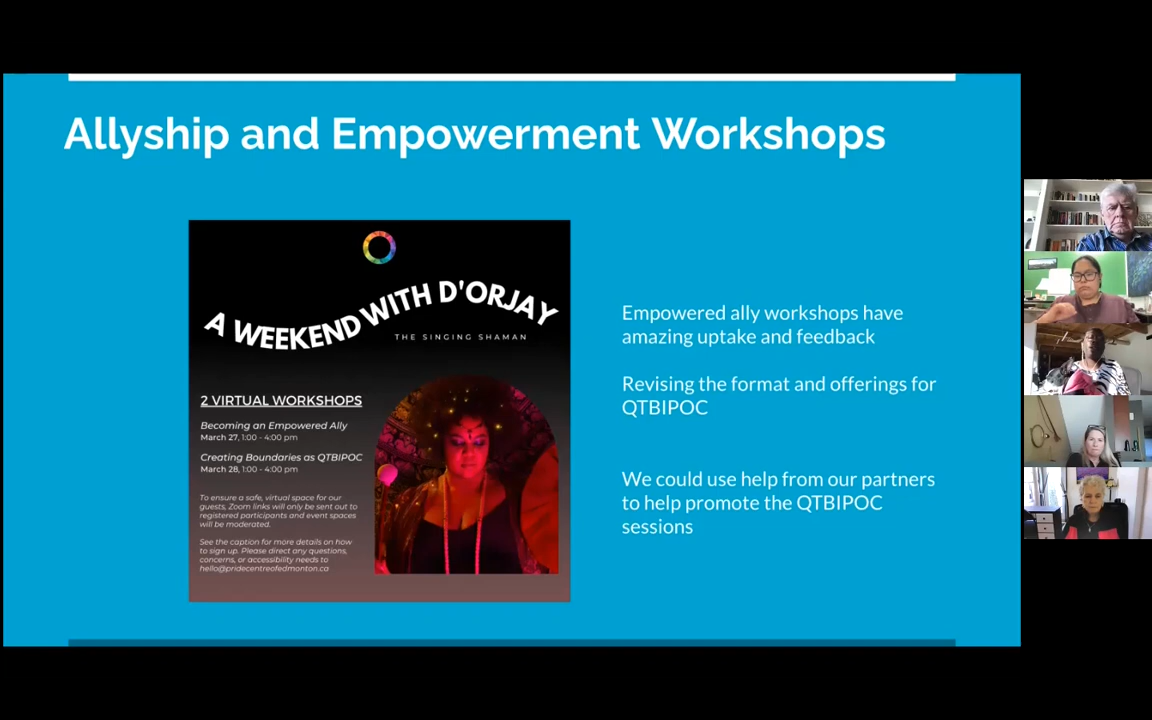 Allyship and Empowerment Workshops
A WEEKEND WITH D'ORJAY
THE SINGING SHAMAN
2 VIRTUAL WORKSHOPS
Becoming an Empowered Ally
March 27, 1:00 - 4:00 pm
Creating Boundaries as QTBIPOC
March 28, 1:00 - 4:00 pm
To ensure a safe, virtual space for our
guests, Zoom links will only be sent out to
registered participants and event spaces
will be moderated.
See the caption for more details on how
to sign up. Please direct any questions,
concerns, or accessibility needs to
hello@pridecentreofedmonton.ca
Empowered ally workshops have
amazing uptake and feedback
Revising the format and offerings for
QTBIPOC
We could use help from our partners
to help promote the QTBIPOC
sessions